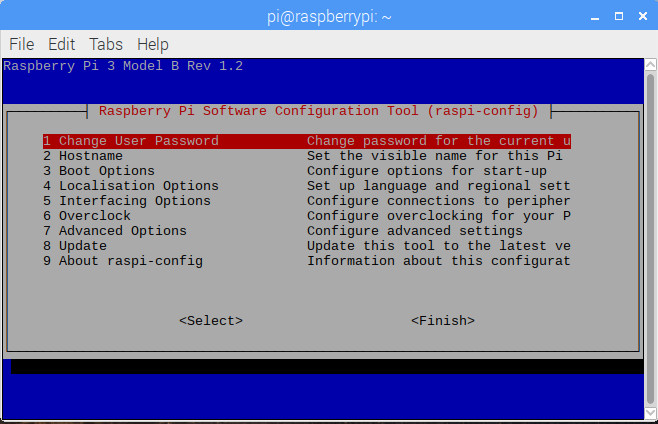 pi@raspberrypi: ~
File Edit Tabs Help
Raspberry Pi 3 Model B Rev 1.2
Raspberry Pi Software Configuration Tool (raspi-config)
1 Change User Password Change password for the current u
2 Hostname Set the visible name for this Pi
3 Boot Options Configure options for start-up
4 Localisation Options Set up language and regional sett
5 Interfacing Options Configure connections to peripher
6 Overclock Configure overclocking for your P
7 Advanced Options Configure advanced settings
8 Update Update this tool to the latest ve
9 About raspi-config Information about this configurat
<Select> <Finish>